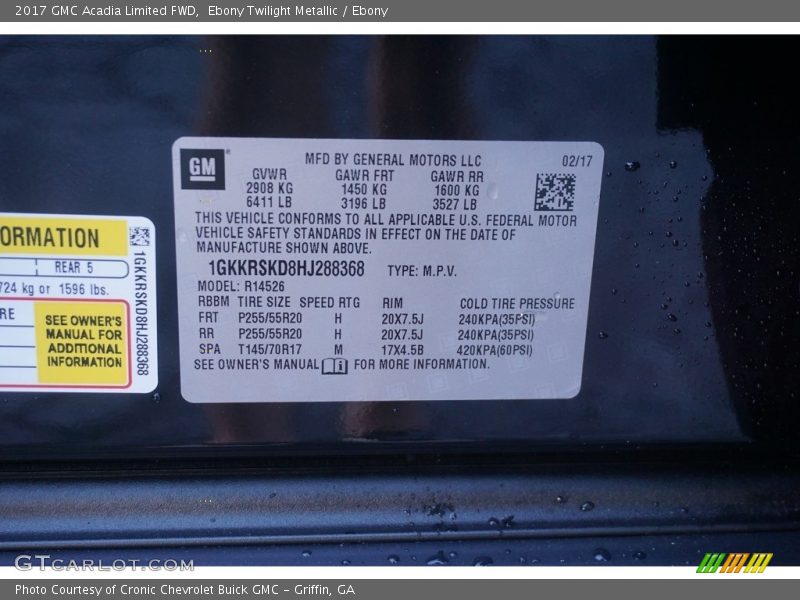 2017 GMC Acadia Limited FWD, Ebony Twilight Metallic / Ebony
GM
MFD BY GENERAL MOTORS LLC 02/17
GVWR GAWR FRT GAWR RR
2908 KG 1450 KG 1600 KG
6411 LB 3196 LB 3527 LB
THIS VEHICLE CONFORMS TO ALL APPLICABLE U.S. FEDERAL MOTOR
VEHICLE SAFETY STANDARDS IN EFFECT ON THE DATE OF
MANUFACTURE SHOWN ABOVE.
1GKKRSKD8HJ288368 TYPE: M.P.V.
MODEL: R14526
RBBM TIRE SIZE SPEED RTG RIM COLD TIRE PRESSURE
FRT P255/55R20 H 20X7.5J 240KPA(35PSI)
RR P255/55R20 H 20X7.5J 240KPA(35PSI)
SPA T145/70R17 M 17X4.5B 420KPA(60PSI)
SEE OWNER'S MANUAL i FOR MORE INFORMATION.
ORMATION
REAR 5
724 kg or 1596 lbs.
RE
SEE OWNER'S
MANUAL FOR
ADDITIONAL
INFORMATION
1GKKRSKD8HJ288368
GTCARLOT.COM
Photo Courtesy of Cronic Chevrolet Buick GMC – Griffin, GA